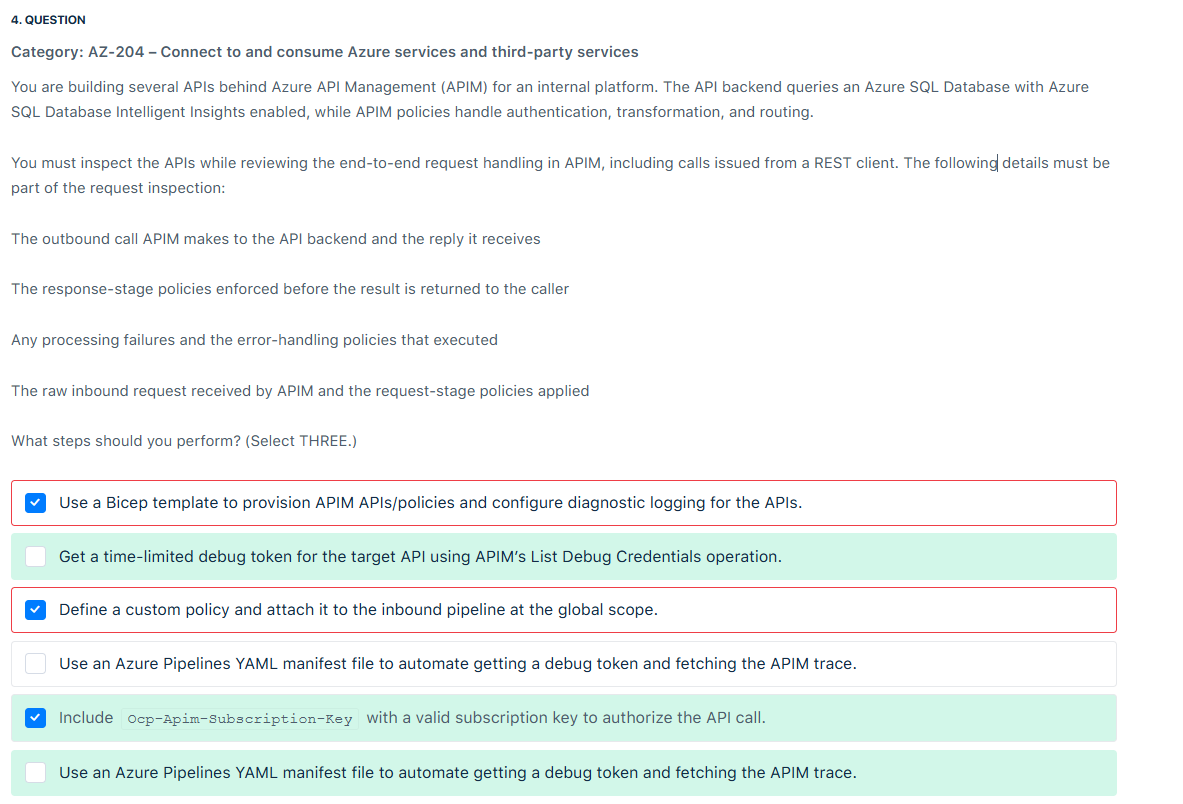 4. QUESTION
Category: AZ-204 – Connect to and consume Azure services and third-party services
You are building several APIs behind Azure API Management (APIM) for an internal platform. The API backend queries an Azure SQL Database with Azure
SQL Database Intelligent Insights enabled, while APIM policies handle authentication, transformation, and routing.
You must inspect the APIs while reviewing the end-to-end request handling in APIM, including calls issued from a REST client. The following details must be
part of the request inspection:
The outbound call APIM makes to the API backend and the reply it receives
The response-stage policies enforced before the result is returned to the caller
Any processing failures and the error-handling policies that executed
The raw inbound request received by APIM and the request-stage policies applied
What steps should you perform? (Select THREE.)
Use a Bicep template to provision APIM APIs/policies and configure diagnostic logging for the APIs.
Get a time-limited debug token for the target API using APIM’s List Debug Credentials operation.
Define a custom policy and attach it to the inbound pipeline at the global scope.
Use an Azure Pipelines YAML manifest file to automate getting a debug token and fetching the APIM trace.
Include Ocp-Apim-Subscription-Key with a valid subscription key to authorize the API call.
Use an Azure Pipelines YAML manifest file to automate getting a debug token and fetching the APIM trace.